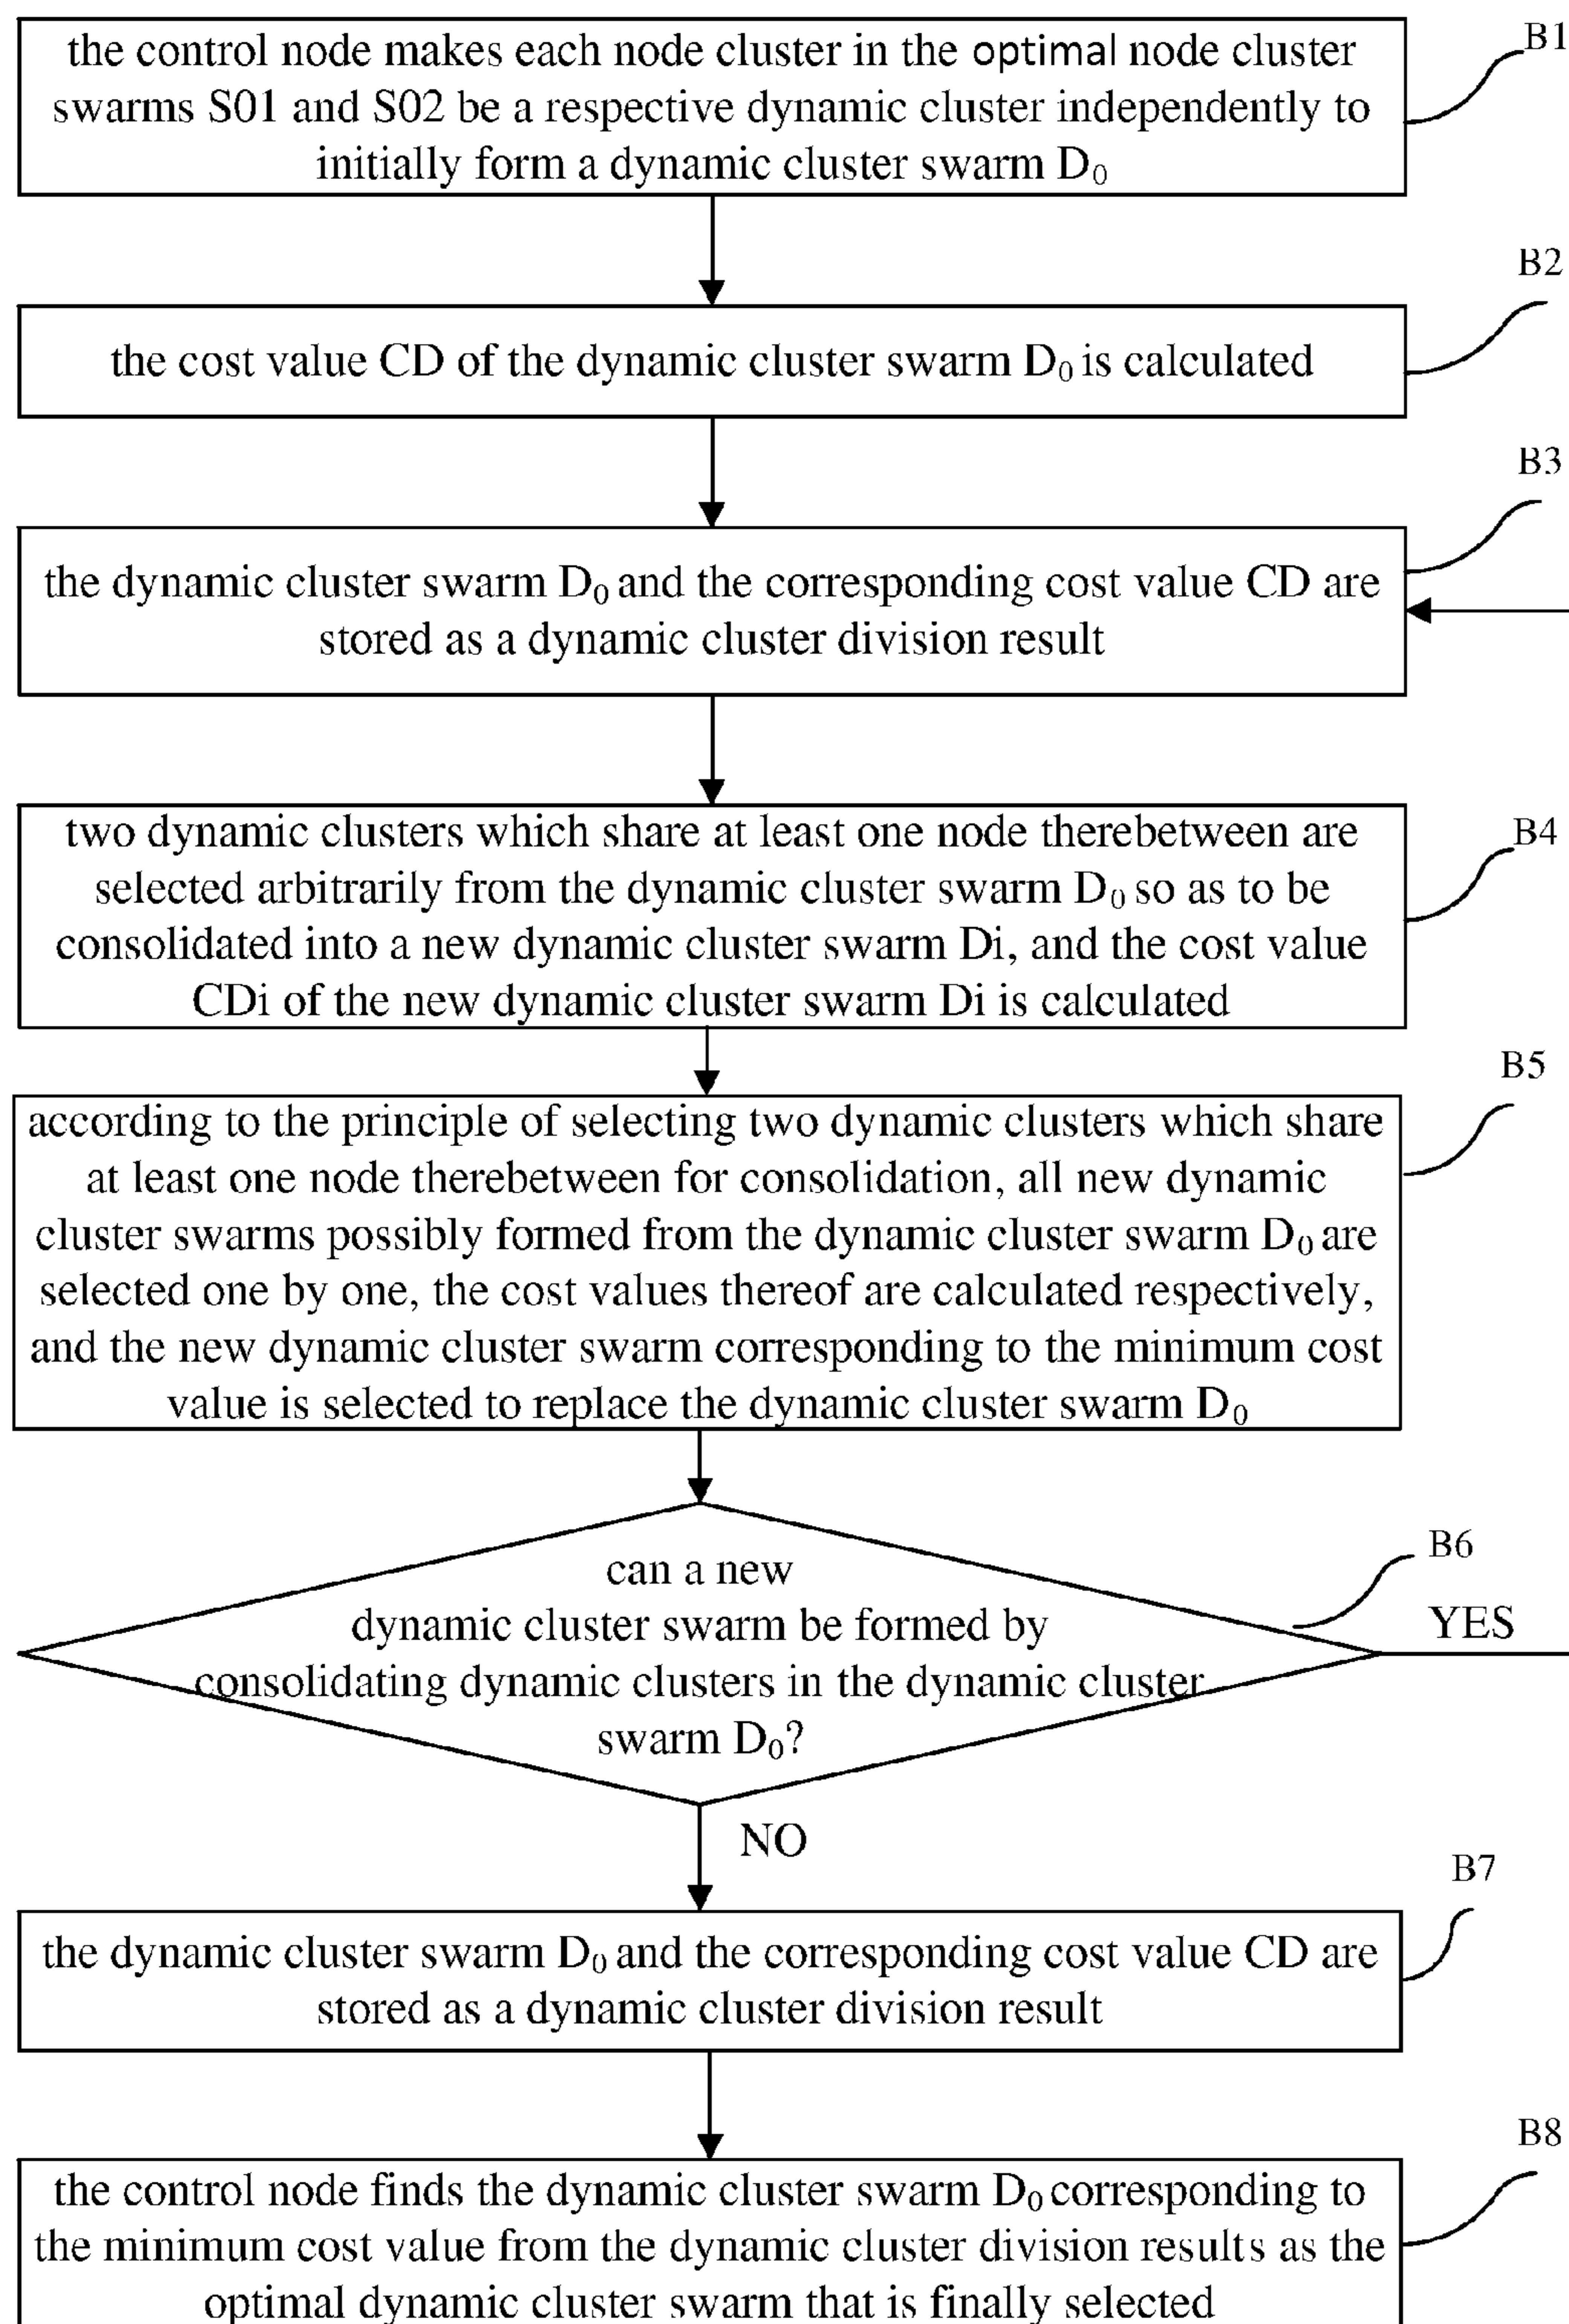 the control node makes each node cluster in the optimal node cluster
swarms S01 and S02 be a respective dynamic cluster independently to
initially form a dynamic cluster swarm D₀
B1
B2
the cost value CD of the dynamic cluster swarm D₀ is calculated
B3
the dynamic cluster swarm D₀ and the corresponding cost value CD are
stored as a dynamic cluster division result
two dynamic clusters which share at least one node therebetween are
selected arbitrarily from the dynamic cluster swarm D₀ so as to be
consolidated into a new dynamic cluster swarm Di, and the cost value
CDi of the new dynamic cluster swarm Di is calculated
B4
B5
according to the principle of selecting two dynamic clusters which share
at least one node therebetween for consolidation, all new dynamic
cluster swarms possibly formed from the dynamic cluster swarm D₀ are
selected one by one, the cost values thereof are calculated respectively,
and the new dynamic cluster swarm corresponding to the minimum cost
value is selected to replace the dynamic cluster swarm D₀
can a new
dynamic cluster swarm be formed by
consolidating dynamic clusters in the dynamic cluster
swarm D₀?
B6
YES
NO
B7
the dynamic cluster swarm D₀ and the corresponding cost value CD are
stored as a dynamic cluster division result
B8
the control node finds the dynamic cluster swarm D₀ corresponding to
the minimum cost value from the dynamic cluster division results as the
optimal dynamic cluster swarm that is finally selected